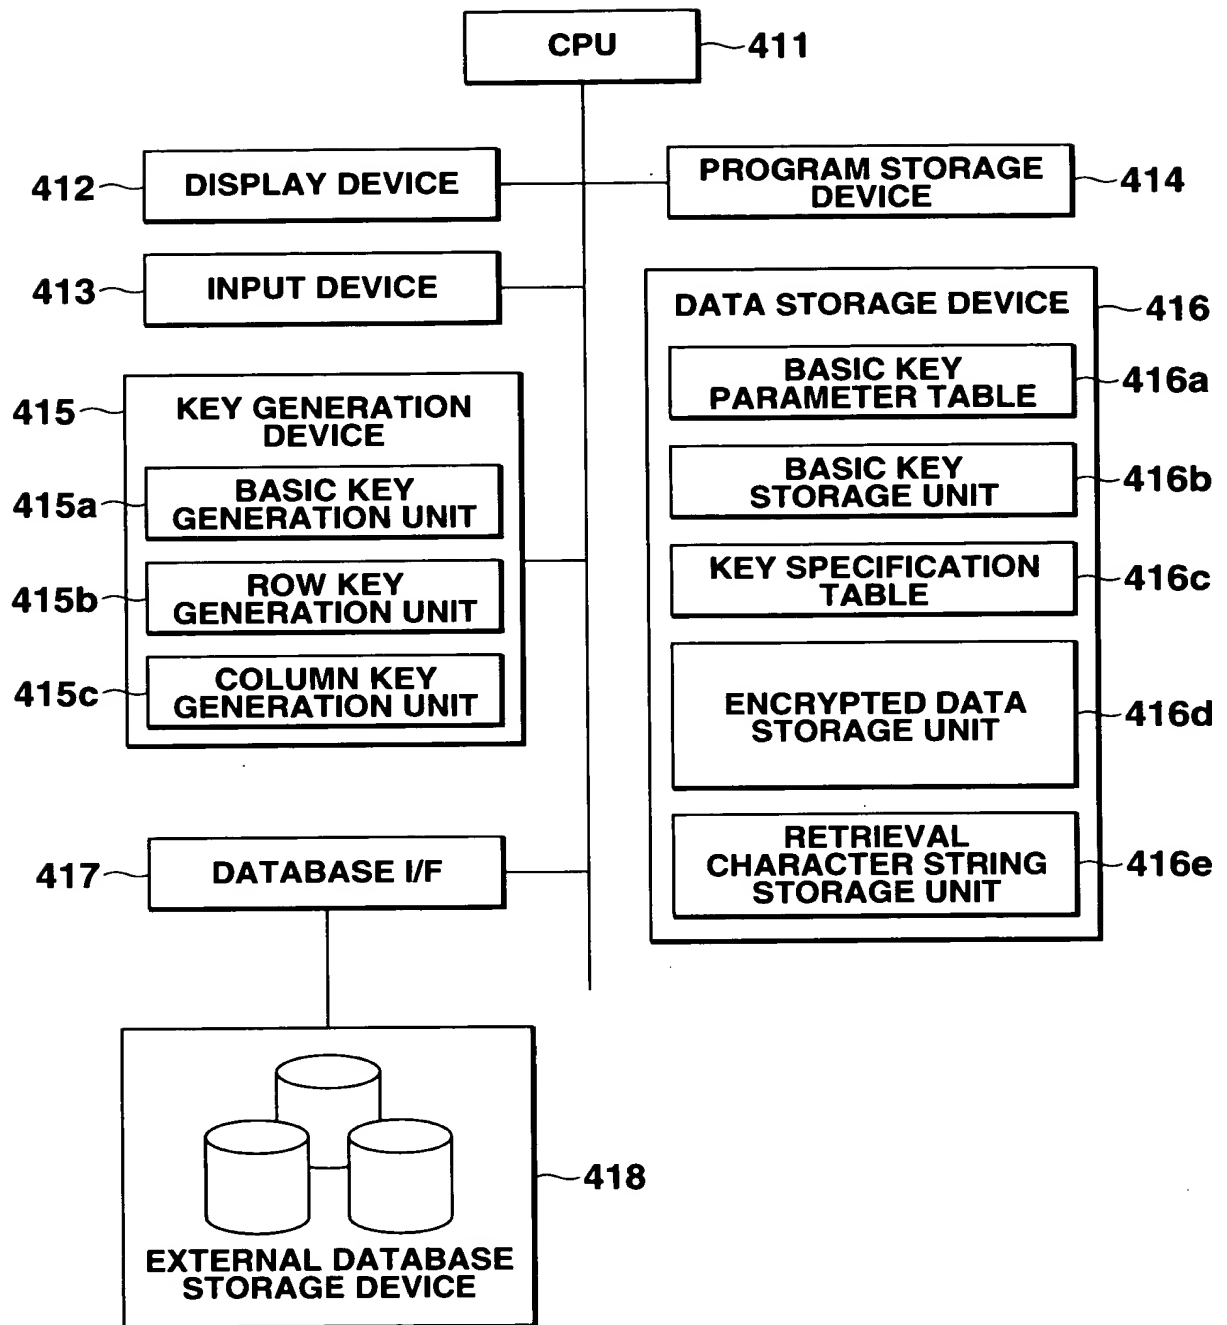 CPU
411
412
DISPLAY DEVICE
PROGRAM STORAGE
DEVICE
414
413
INPUT DEVICE
DATA STORAGE DEVICE
416
BASIC KEY
PARAMETER TABLE
416a
BASIC KEY
STORAGE UNIT
416b
KEY SPECIFICATION
TABLE
416c
ENCRYPTED DATA
STORAGE UNIT
416d
RETRIEVAL
CHARACTER STRING
STORAGE UNIT
416e
415
KEY GENERATION
DEVICE
415a
BASIC KEY
GENERATION UNIT
415b
ROW KEY
GENERATION UNIT
415c
COLUMN KEY
GENERATION UNIT
417
DATABASE I/F
418
EXTERNAL DATABASE
STORAGE DEVICE